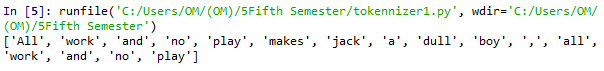 In [5]: runfile('C:/Users/OM/(OM)/5Fifth Semester/tokennizer1.py', wdir='C:/Users/OM/
(OM)/5Fifth Semester')
['All', 'work', 'and', 'no', 'play', 'makes', 'jack', 'a', 'dull', 'boy', ',', 'all',
'work', 'and', 'no', 'play']